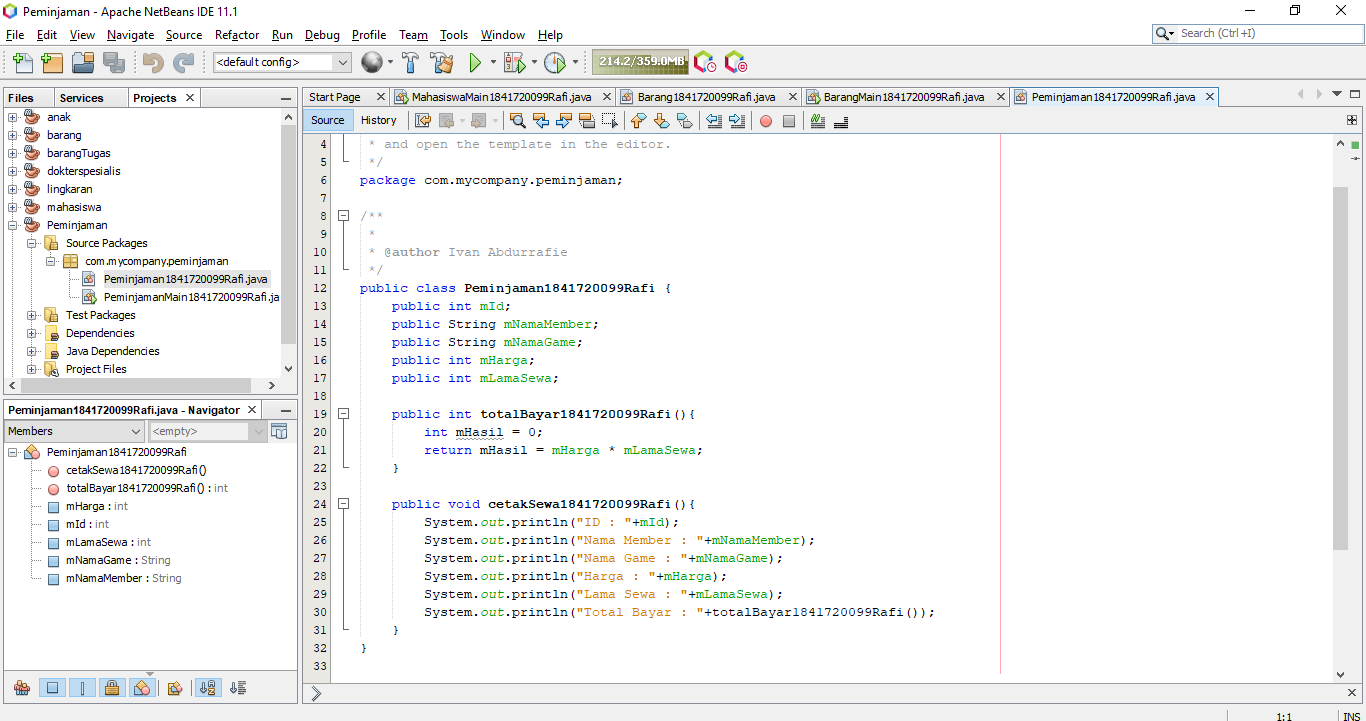 Peminjaman - Apache NetBeans IDE 11.1
File Edit View Navigate Source Refactor Run Debug Profile Team Tools Window Help
Search (Ctrl+I)
<default config>
214.2/359.0MB
Files Services Projects
Start Page MahasiswaMain1841720099Rafi.java Barang1841720099Rafi.java BarangMain1841720099Rafi.java Peminjaman1841720099Rafi.java
Source History
anak
barang
barangTugas
dokterspesialis
lingkaran
mahasiswa
Peminjaman
Source Packages
com.mycompany.peminjaman
Peminjaman1841720099Rafi.java
PeminjamanMain1841720099Rafi.ja
Test Packages
Dependencies
Java Dependencies
Project Files
Peminjaman1841720099Rafi.java - Navigator
Members <empty>
Peminjaman1841720099Rafi
cetakSewa1841720099Rafi()
totalBayar1841720099Rafi() : int
mHarga : int
mId : int
mLamaSewa : int
mNamaGame : String
mNamaMember : String
4 * and open the template in the editor.
5 */
6 package com.mycompany.peminjaman;
7
8 /**
9 *
10 * @author Ivan Abdurrafie
11 */
12 public class Peminjaman1841720099Rafi {
13 public int mId;
14 public String mNamaMember;
15 public String mNamaGame;
16 public int mHarga;
17 public int mLamaSewa;
18
19 public int totalBayar1841720099Rafi(){
20 int mHasil = 0;
21 return mHasil = mHarga * mLamaSewa;
22 }
23
24 public void cetakSewa1841720099Rafi(){
25 System.out.println("ID : "+mId);
26 System.out.println("Nama Member : "+mNamaMember);
27 System.out.println("Nama Game : "+mNamaGame);
28 System.out.println("Harga : "+mHarga);
29 System.out.println("Lama Sewa : "+mLamaSewa);
30 System.out.println("Total Bayar : "+totalBayar1841720099Rafi());
31 }
32 }
33
1:1 INS